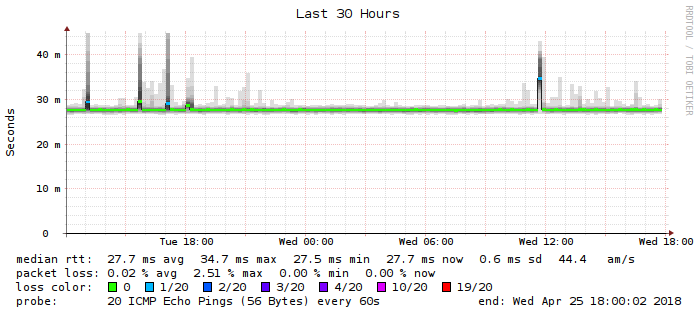 Last 30 Hours
RRDTOOL / TOBI OETIKER
Seconds
40 m
30 m
20 m
10 m
0
Tue 18:00 Wed 00:00 Wed 06:00 Wed 12:00 Wed 18:00
median rtt: 27.7 ms avg 34.7 ms max 27.5 ms min 27.7 ms now 0.6 ms sd 44.4 am/s
packet loss: 0.02 % avg 2.51 % max 0.00 % min 0.00 % now
loss color: 0 1/20 2/20 3/20 4/20 10/20 19/20
probe: 20 ICMP Echo Pings (56 Bytes) every 60s end: Wed Apr 25 18:00:02 2018